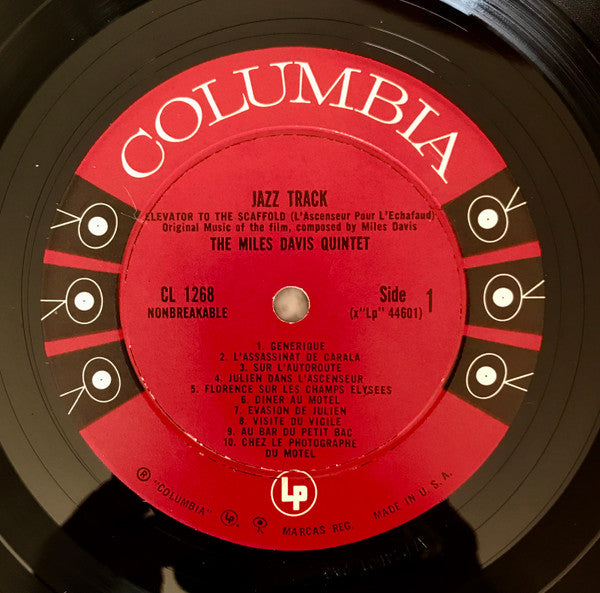 COLUMBIA
JAZZ TRACK
ELEVATOR TO THE SCAFFOLD (L'Ascenseur Pour L'Echafaud)
Original Music of the film, composed by Miles Davis
THE MILES DAVIS QUINTET
CL 1268
NONBREAKABLE
Side 1
(x"Lp" 44601)
1. GENERIQUE
2. L'ASSASSINAT DE CARALA
3. SUR L'AUTOROUTE
4. JULIEN DANS L'ASCENSEUR
5. FLORENCE SUR LES CHAMPS ELYSEES
6. DINER AU MOTEL
7. EVASION DE JULIEN
8. VISITE DU VIGILE
9. AU BAR DU PETIT BAC
10. CHEZ LE PHOTOGRAPHE
DU MOTEL
Lp
® "COLUMBIA" Lp MARCAS REG. MADE IN U.S.A.